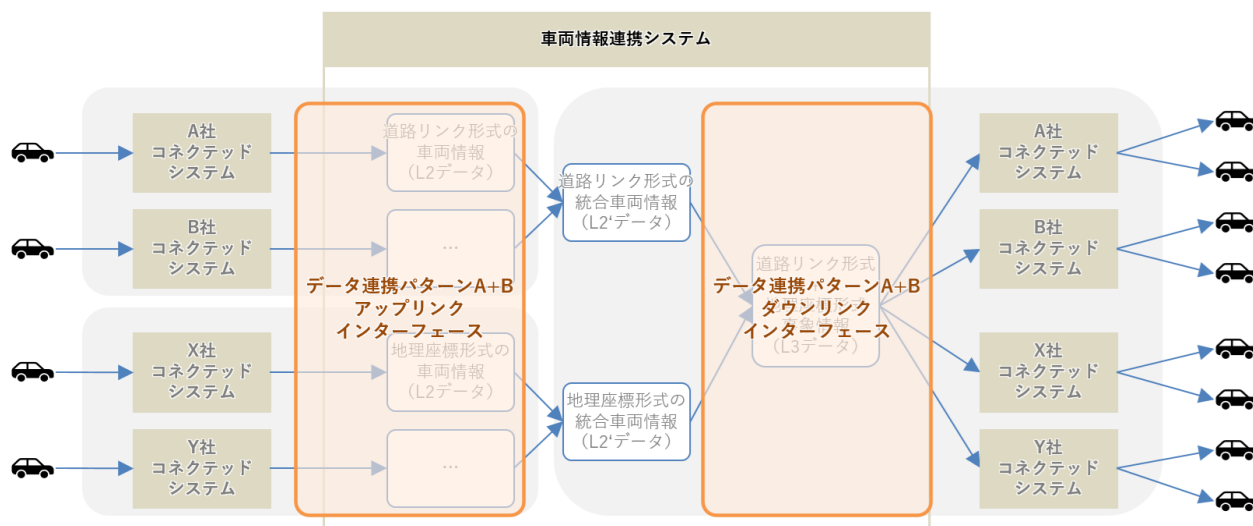 車両情報連携システム
A社
コネクテッド
システム
道路リンク形式の
車両情報
（L2データ）
B社
コネクテッド
システム
…
データ連携パターンA+B
アップリンク
インターフェース
X社
コネクテッド
システム
地理座標形式の
車両情報
（L2データ）
Y社
コネクテッド
システム
…
道路リンク形式の
統合車両情報
（L2‘データ）
地理座標形式の
統合車両情報
（L2‘データ）
道路リンク形式
地理座標形式
事象情報
（L3データ）
データ連携パターンA+B
ダウンリンク
インターフェース
A社
コネクテッド
システム
B社
コネクテッド
システム
X社
コネクテッド
システム
Y社
コネクテッド
システム